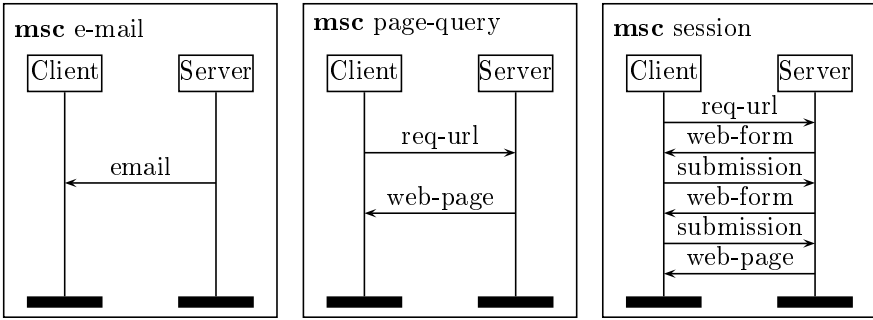 msc e-mail
Client Server
email
msc page-query
Client Server
req-url
web-page
msc session
Client Server
req-url
web-form
submission
web-form
submission
web-page